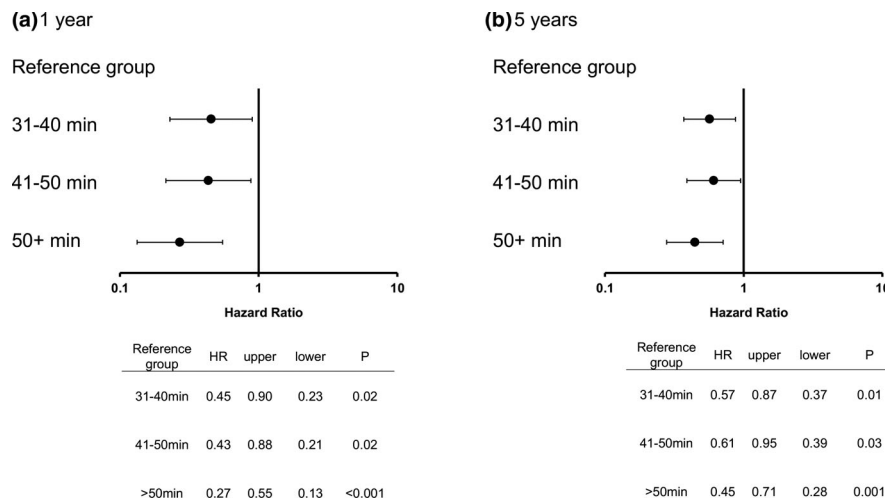 (a) 1 year
Reference group
31-40 min
41-50 min
50+ min
0.1 1 10
Hazard Ratio
Reference group HR upper lower P
31-40min 0.45 0.90 0.23 0.02
41-50min 0.43 0.88 0.21 0.02
>50min 0.27 0.55 0.13 <0.001
(b) 5 years
Reference group
31-40 min
41-50 min
50+ min
0.1 1 10
Hazard Ratio
Reference group HR upper lower P
31-40min 0.57 0.87 0.37 0.01
41-50min 0.61 0.95 0.39 0.03
>50min 0.45 0.71 0.28 0.001